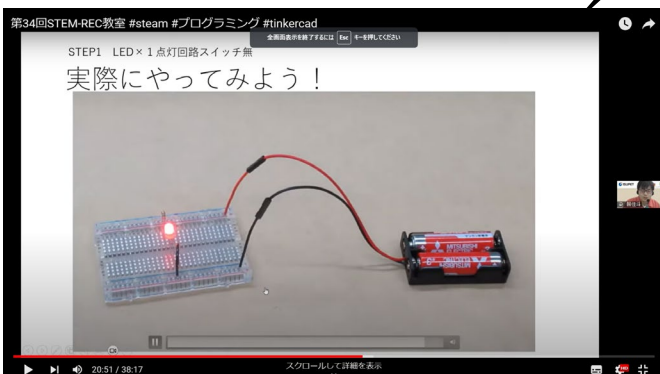 第34回STEM-REC教室 #steam #プログラミング #tinkercad
全画面表示を終了するには Esc キーを押してください
STEP1 LED×1点灯回路スイッチ無
実際にやってみよう!
MITSUBISHI
20:51 / 38:17
スクロールして詳細を表示